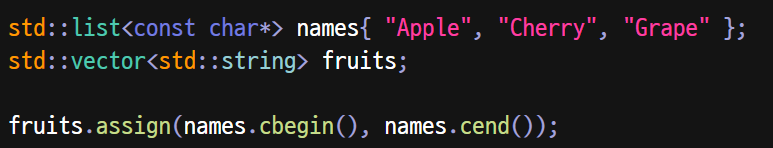 std::list<const char*> names{ "Apple", "Cherry", "Grape" };
std::vector<std::string> fruits;
fruits.assign(names.cbegin(), names.cend());